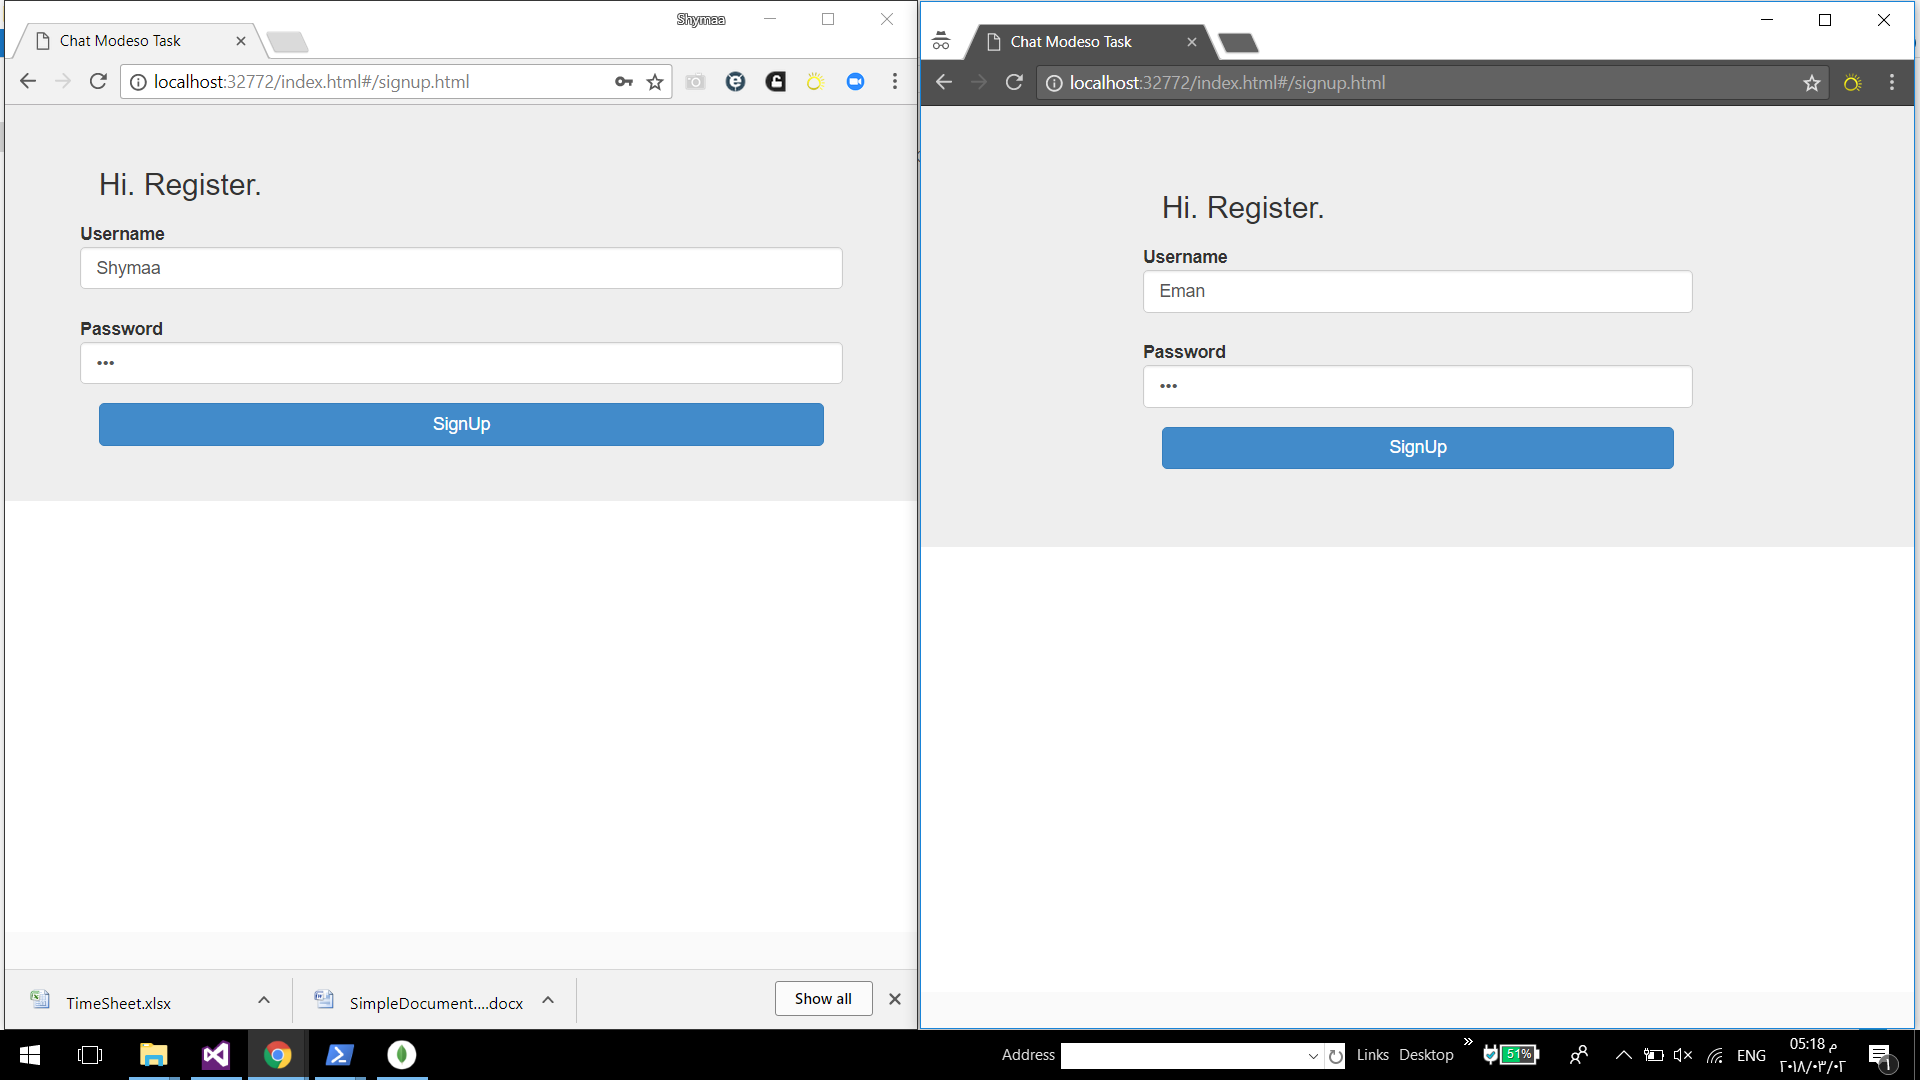 Shymaa
Chat Modeso Task
localhost:32772/index.html#/signup.html
Hi. Register.
Username
Shymaa
Password
•••
SignUp
TimeSheet.xlsx
SimpleDocument....docx
Show all
Chat Modeso Task
localhost:32772/index.html#/signup.html
Hi. Register.
Username
Eman
Password
•••
SignUp
Address
Links
Desktop
»
51%
ENG
05:18 م
٢٠١٨/٠٣/٠٢
١